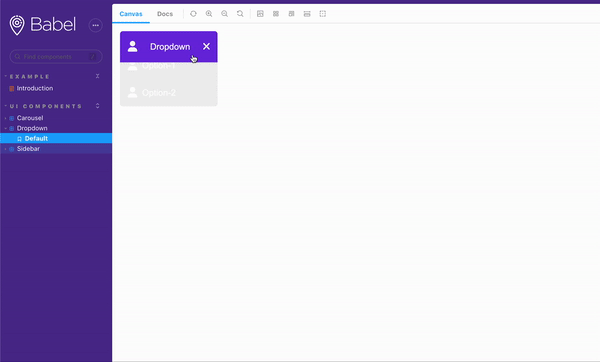 Babel
Canvas
Docs
Find components
/
EXAMPLE
Introduction
UI COMPONENTS
Carousel
Dropdown
Default
Sidebar
Dropdown
Option-1
Option-2